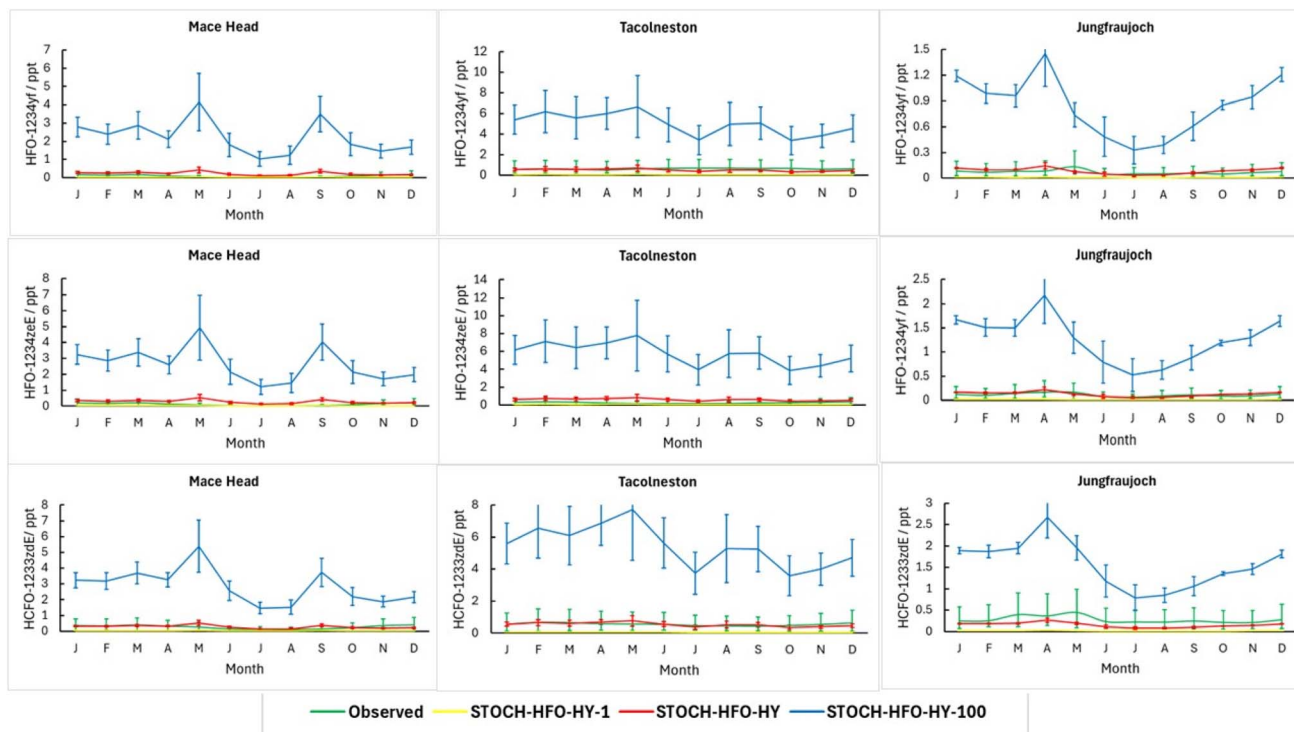 Mace Head
HFO-1234yf / ppt
7
6
5
4
3
2
1
0
J F M A M J J A S O N D
Month
Tacolneston
HFO-1234yf / ppt
12
10
8
6
4
2
0
J F M A M J J A S O N D
Month
Jungfraujoch
HFO-1234yf / ppt
1.5
1.2
0.9
0.6
0.3
0
J F M A M J J A S O N D
Month
Mace Head
HFO-1234zeE / ppt
8
7
6
5
4
3
2
1
0
J F M A M J J A S O N D
Month
Tacolneston
HFO-1234zeE / ppt
14
12
10
8
6
4
2
0
J F M A M J J A S O N D
Month
Jungfraujoch
HFO-1234yf / ppt
2.5
2
1.5
1
0.5
0
J F M A M J J A S O N D
Month
Mace Head
HCFO-1233zdE/ ppt
8
7
6
5
4
3
2
1
0
J F M A M J J A S O N D
Month
Tacolneston
HCFO-1233zdE/ ppt
8
6
4
2
0
J F M A M J J A S O N D
Month
Jungfraujoch
HCFO-1233zdE/ ppt
3
2.5
2
1.5
1
0.5
0
J F M A M J J A S O N D
Month
Observed STOCH-HFO-HY-1 STOCH-HFO-HY STOCH-HFO-HY-100